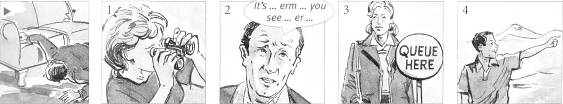 1
2
it's ... erm ... you
see ... er ...
3
QUEUE
HERE
4